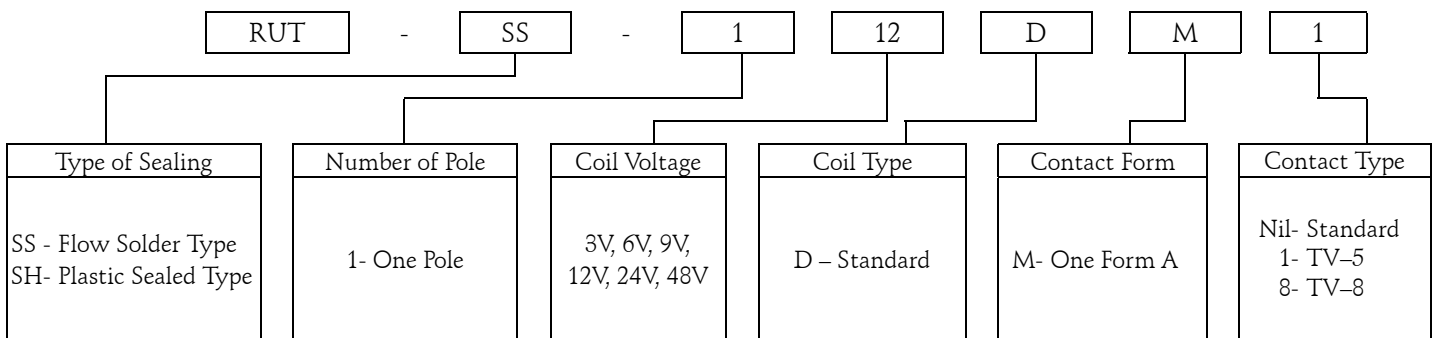 RUT - SS - 1 12 D M 1
Type of Sealing
SS - Flow Solder Type
SH- Plastic Sealed Type
Number of Pole
1- One Pole
Coil Voltage
3V, 6V, 9V,
12V, 24V, 48V
Coil Type
D – Standard
Contact Form
M- One Form A
Contact Type
Nil- Standard
1- TV–5
8- TV–8